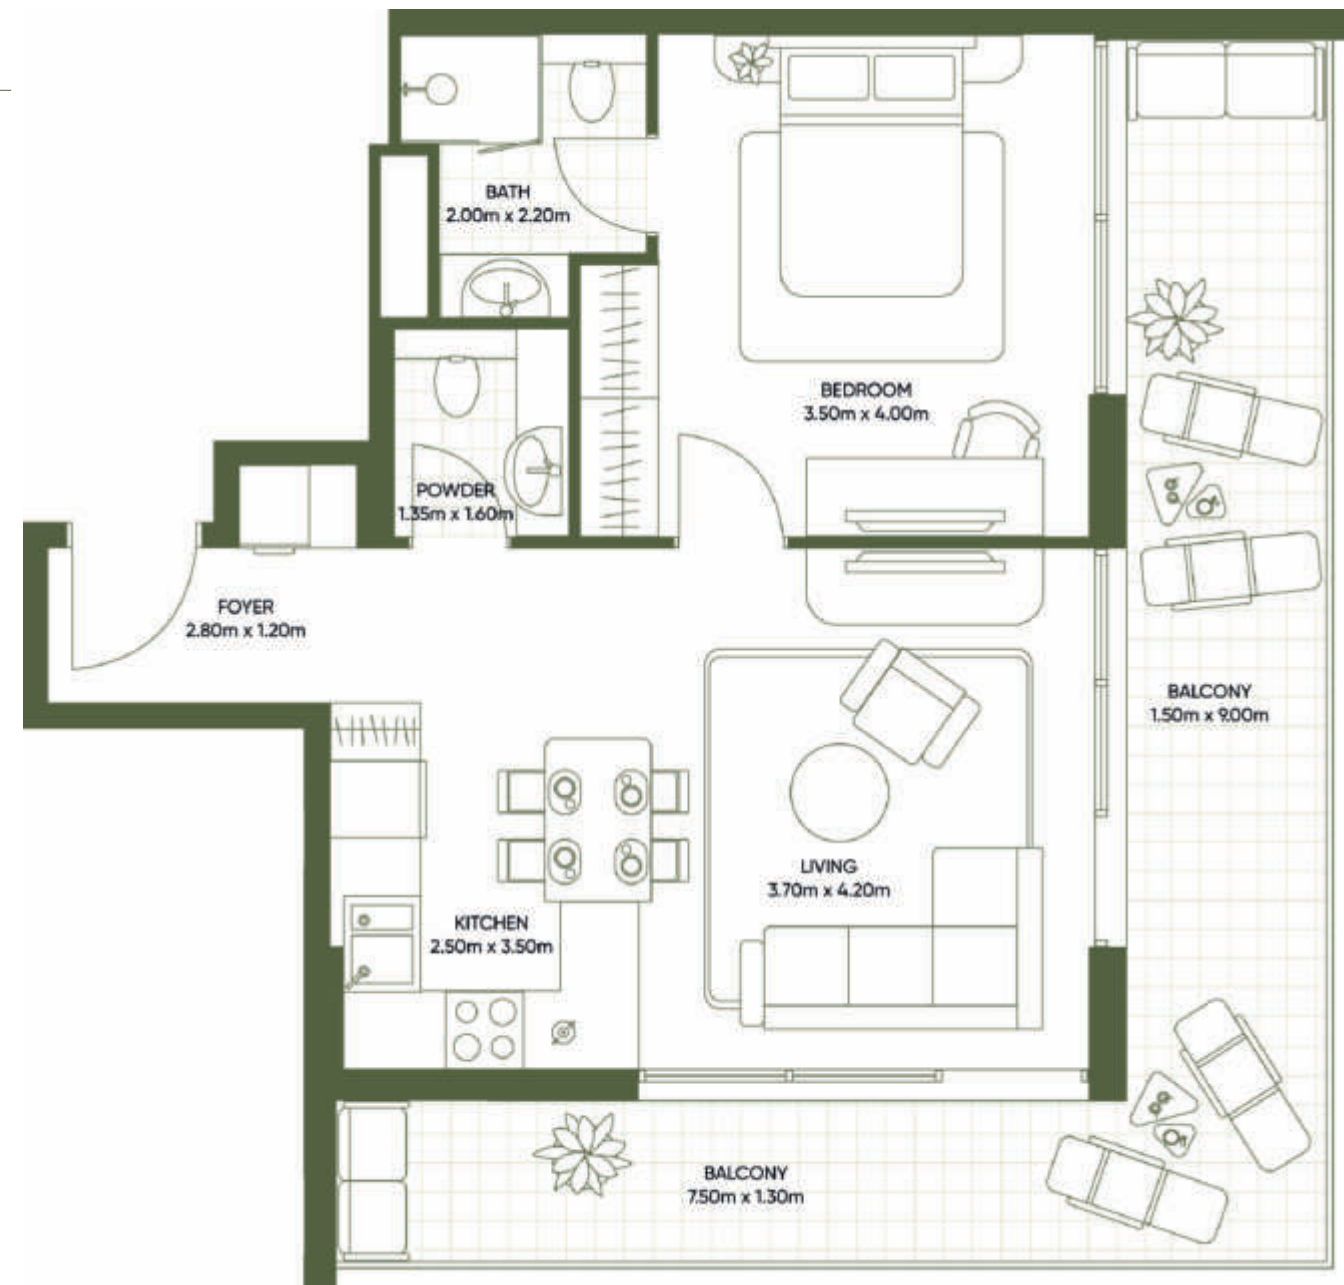 BATH
2.00m x 2.20m
BEDROOM
3.50m x 4.00m
POWDER
1.35m x 1.60m
FOYER
2.80m x 1.20m
BALCONY
1.50m x 9.00m
LIVING
3.70m x 4.20m
KITCHEN
2.50m x 3.50m
BALCONY
7.50m x 1.30m